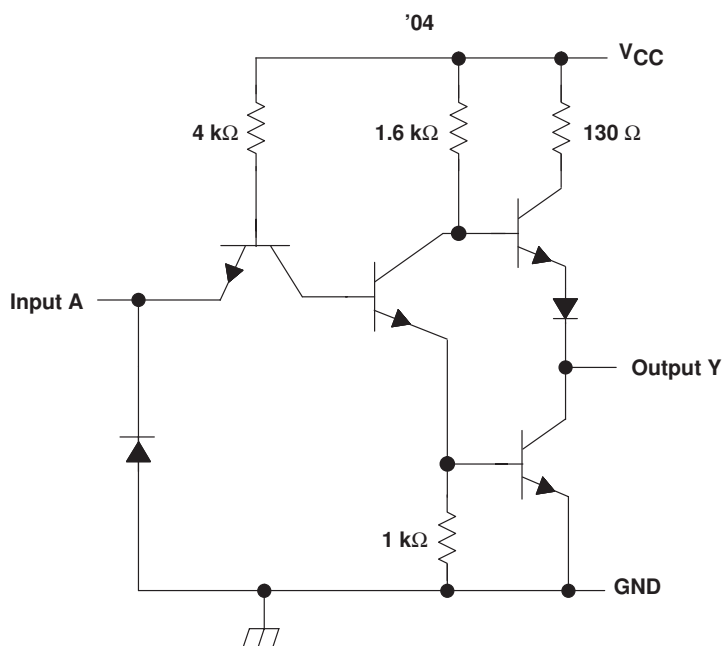 '04
VCC
4 kΩ
1.6 kΩ
130 Ω
Input A
Output Y
1 kΩ
GND